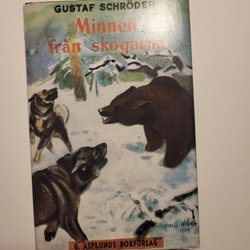 GUSTAF SCHRÖDER
Minnen
från skogarna
G. ASPLUNDS BOKFÖRLAG